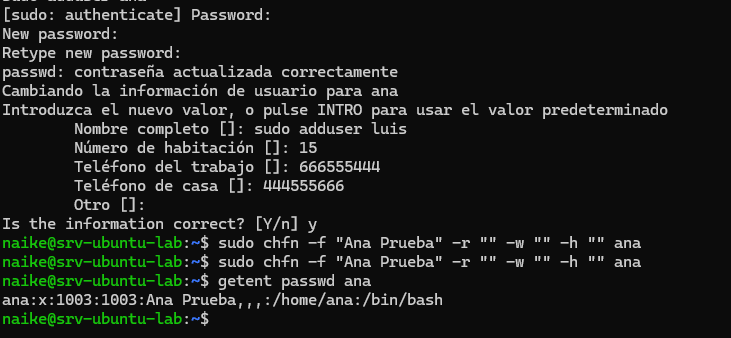 [sudo: authenticate] Password:
New password:
Retype new password:
passwd: contraseña actualizada correctamente
Cambiando la información de usuario para ana
Introduzca el nuevo valor, o pulse INTRO para usar el valor predeterminado
        Nombre completo []: sudo adduser luis
        Número de habitación []: 15
        Teléfono del trabajo []: 666555444
        Teléfono de casa []: 444555666
        Otro []:
Is the information correct? [Y/n] y
naike@srv-ubuntu-lab:~$ sudo chfn -f "Ana Prueba" -r "" -w "" -h "" ana
naike@srv-ubuntu-lab:~$ sudo chfn -f "Ana Prueba" -r "" -w "" -h "" ana
naike@srv-ubuntu-lab:~$ getent passwd ana
ana:x:1003:1003:Ana Prueba,,,:/home/ana:/bin/bash
naike@srv-ubuntu-lab:~$